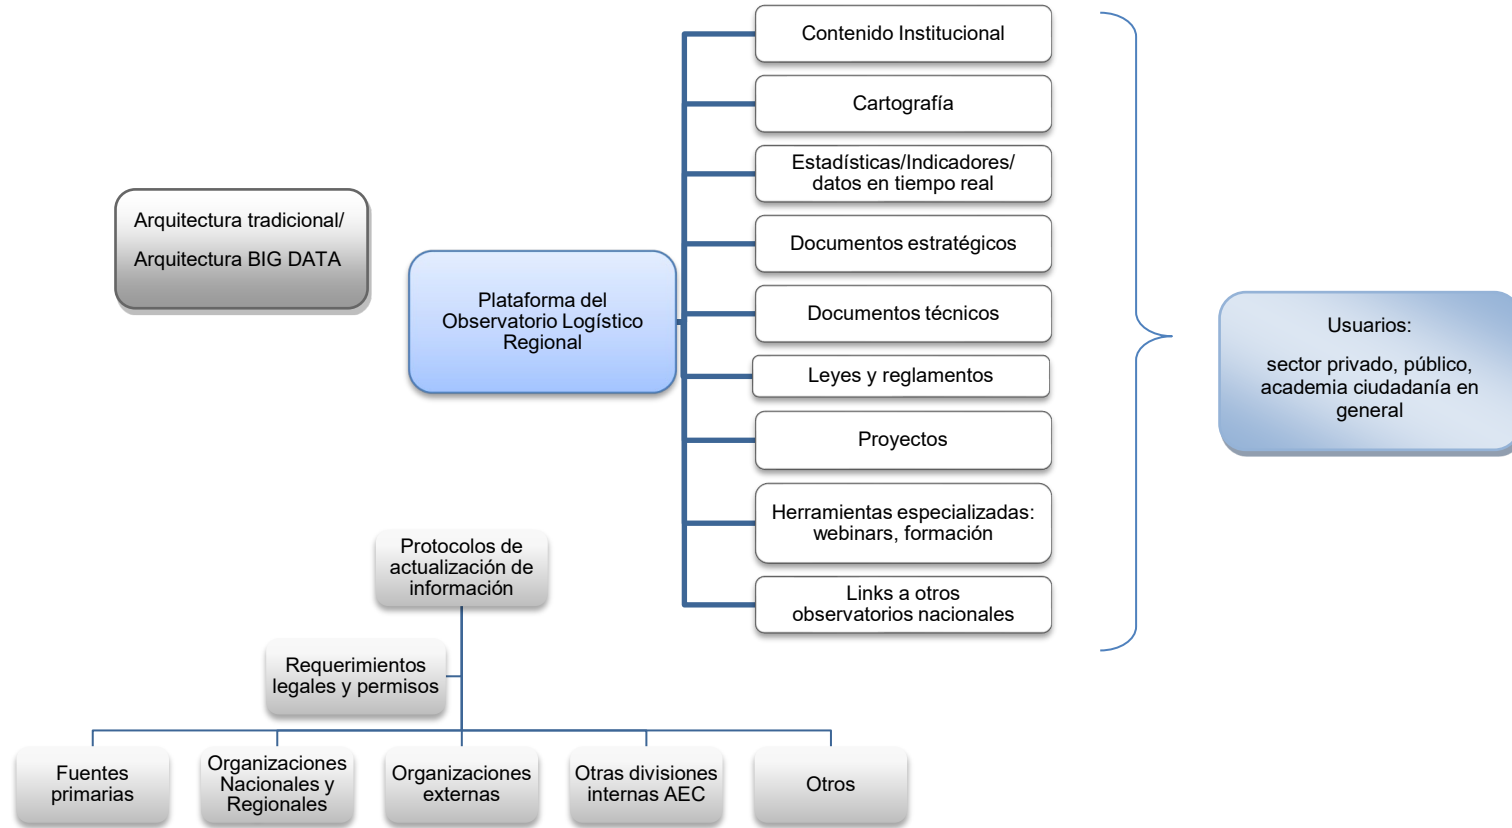 Contenido Institucional
Cartografía
Estadísticas/Indicadores/
datos en tiempo real
Arquitectura tradicional/
Arquitectura BIG DATA
Documentos estratégicos
Plataforma del
Observatorio Logístico
Regional
Documentos técnicos
Leyes y reglamentos
Proyectos
Herramientas especializadas:
webinars, formación
Links a otros
observatorios nacionales
Usuarios:
sector privado, público,
academia ciudadanía en
general
Protocolos de
actualización de
información
Requerimientos
legales y permisos
Fuentes
primarias
Organizaciones
Nacionales y
Regionales
Organizaciones
externas
Otras divisiones
internas AEC
Otros